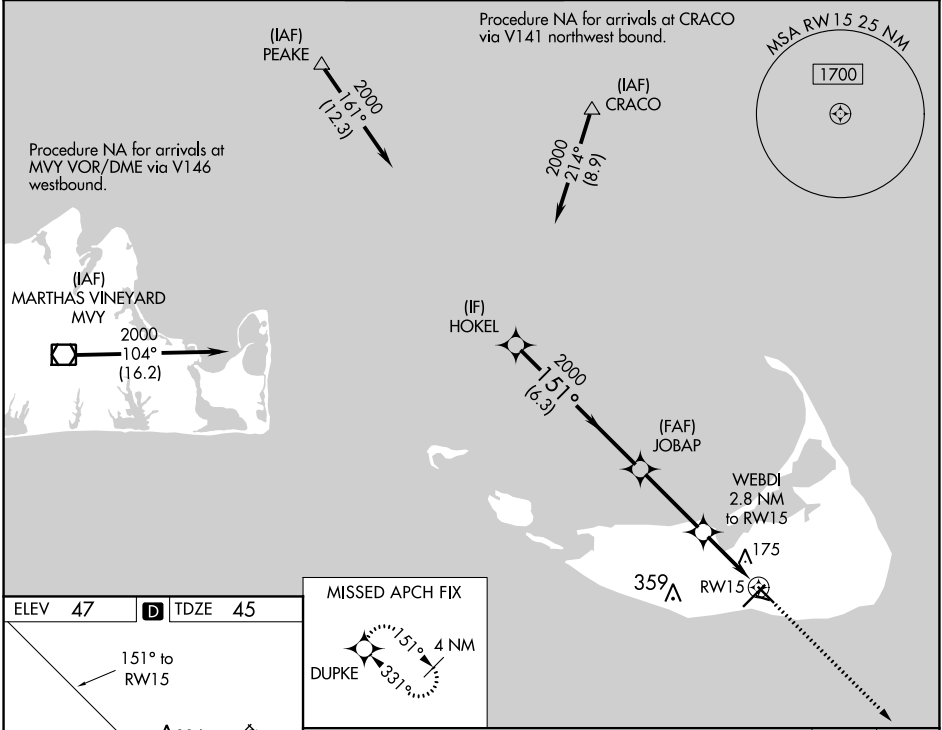 Procedure NA for arrivals at CRACO
via V141 northwest bound.
MSA RW 15 25 NM
1700
(IAF)
PEAKE
2000
161°
(12.3)
(IAF)
CRACO
2000
214°
(8.9)
Procedure NA for arrivals at
MVY VOR/DME via V146
westbound.
(IAF)
MARTHAS VINEYARD
MVY
2000
104°
(16.2)
(IF)
HOKEL
2000
151°
(6.3)
(FAF)
JOBAP
WEBDI
2.8 NM
to RW15
175
359
RW15
ELEV 47
D
TDZE 45
151° to
RW15
MISSED APCH FIX
DUPKE
151°
331°
4 NM